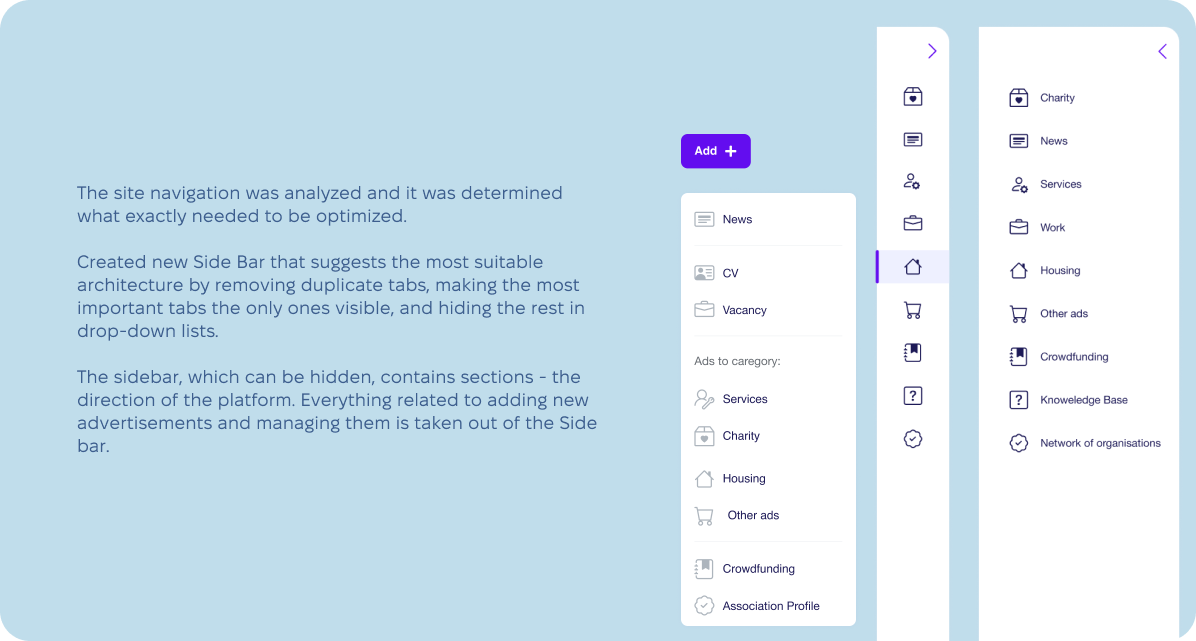 The site navigation was analyzed and it was determined
what exactly needed to be optimized.
Created new Side Bar that suggests the most suitable
architecture by removing duplicate tabs, making the most
important tabs the only ones visible, and hiding the rest in
drop-down lists.
The sidebar, which can be hidden, contains sections - the
direction of the platform. Everything related to adding new
advertisements and managing them is taken out of the Side
bar.
Add +
News
CV
Vacancy
Ads to caregory:
Services
Charity
Housing
Other ads
Crowdfunding
Association Profile
Charity
News
Services
Work
Housing
Other ads
Crowdfunding
Knoweledge Base
Network of organisations